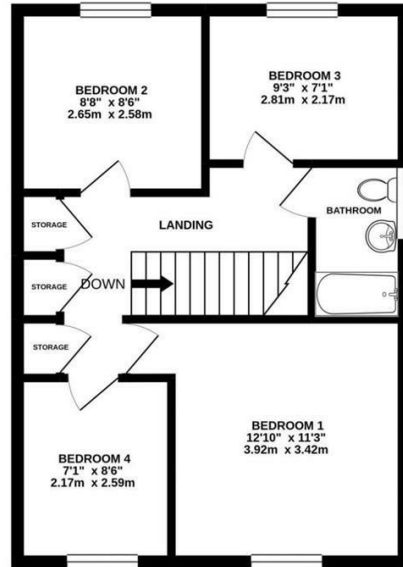 BEDROOM 2
8'8" x 8'6"
2.65m x 2.58m
BEDROOM 3
9'3" x 7'1"
2.81m x 2.17m
BATHROOM
STORAGE
LANDING
STORAGE
DOWN
STORAGE
BEDROOM 1
12'10" x 11'3"
3.92m x 3.42m
BEDROOM 4
7'1" x 8'6"
2.17m x 2.59m